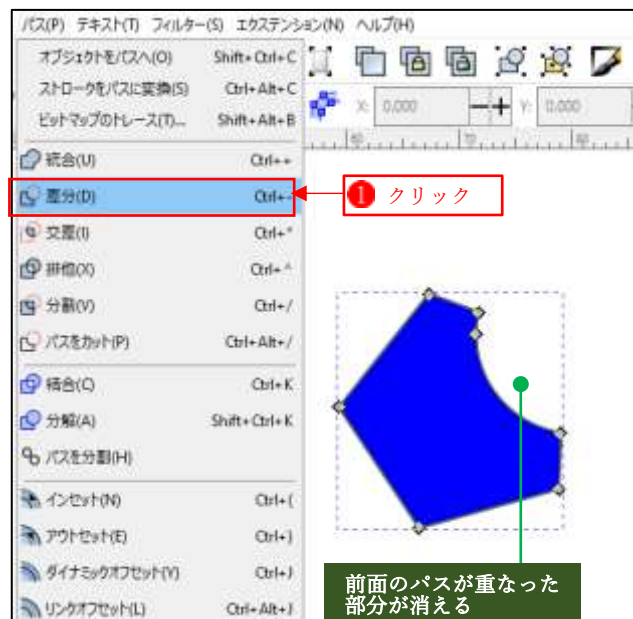 パス(P) テキスト(T) フィルター(S) エクステンション(N) ヘルプ(H)
オブジェクトをパスへ(O) Shift+Ctrl+C
ストロークをパスに変換(S) Ctrl+Alt+C
ビットマップのトレース(T)... Shift+Alt+B
X: 0.000 Y: 0.000
統合(U) Ctrl++
差分(D) Ctrl+-
1 クリック
交差(I) Ctrl+*
排他(X) Ctrl+^
分割(V) Ctrl+/
パスをカット(P) Ctrl+Alt+/
結合(C) Ctrl+K
分解(A) Shift+Ctrl+K
パスを分割(H)
インセット(N) Ctrl+(
アウトセット(E) Ctrl+)
ダイナミックオフセット(Y) Ctrl+J
リンクオフセット(L) Ctrl+Alt+J
前面のパスが重なった
部分が消える